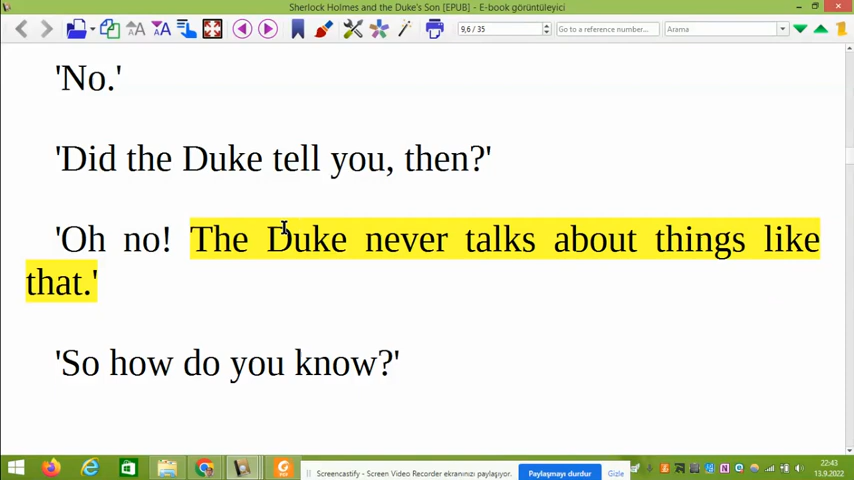 Sherlock Holmes and the Duke's Son [EPUB] - E-book görüntüleyici
9,6 / 35
Go to a reference number...
Arama
'No.'
'Did the Duke tell you, then?'
'Oh no! The Duke never talks about things like
that.'
'So how do you know?'
Screencastify - Screen Video Recorder ekranınızı paylaşıyor.
Paylaşmayı durdur
Gizle
22:43
13.9.2022